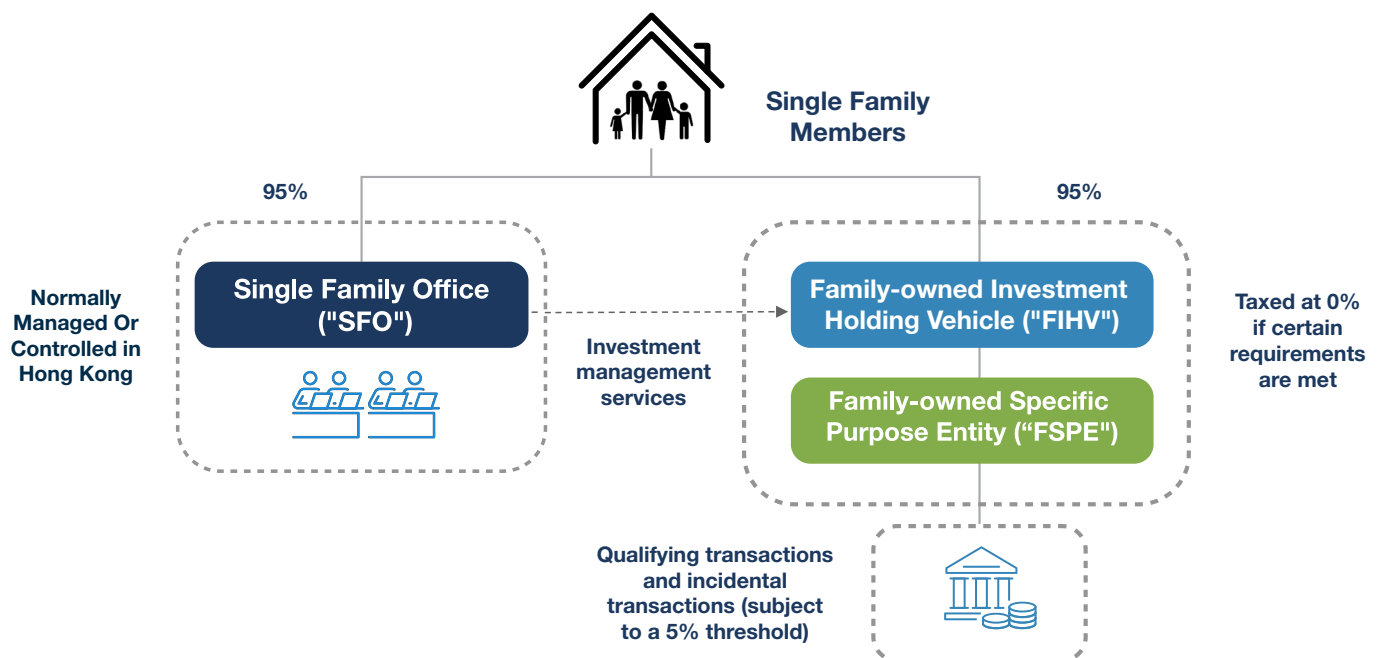 Single Family
Members
95%
95%
Normally
Managed Or
Controlled in
Hong Kong
Single Family Office
("SFO")
Investment
management
services
Family-owned Investment
Holding Vehicle ("FIHV")
Family-owned Specific
Purpose Entity (“FSPE")
Taxed at 0%
if certain
requirements
are met
Qualifying transactions
and incidental
transactions (subject
to a 5% threshold)